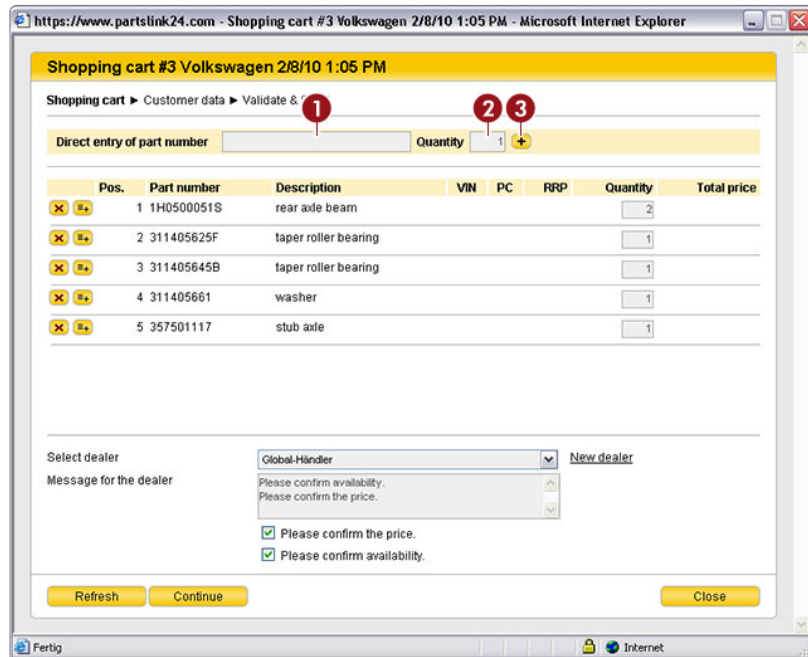 https://www.partslink24.com - Shopping cart #3 Volkswagen 2/8/10 1:05 PM - Microsoft Internet Explorer
Shopping cart #3 Volkswagen 2/8/10 1:05 PM
Shopping cart ► Customer data ► Validate &
1 2 3
Direct entry of part number Quantity 1 +
Pos. Part number Description VIN PC RRP Quantity Total price
1 1H0500051S rear axle beam 2
2 311405625F taper roller bearing 1
3 311405645B taper roller bearing 1
4 311405661 washer 1
5 357501117 stub axle 1
Select dealer Global-Händler New dealer
Message for the dealer Please confirm availability.
Please confirm the price.
Please confirm the price.
Please confirm availability.
Refresh Continue Close
Fertig Internet